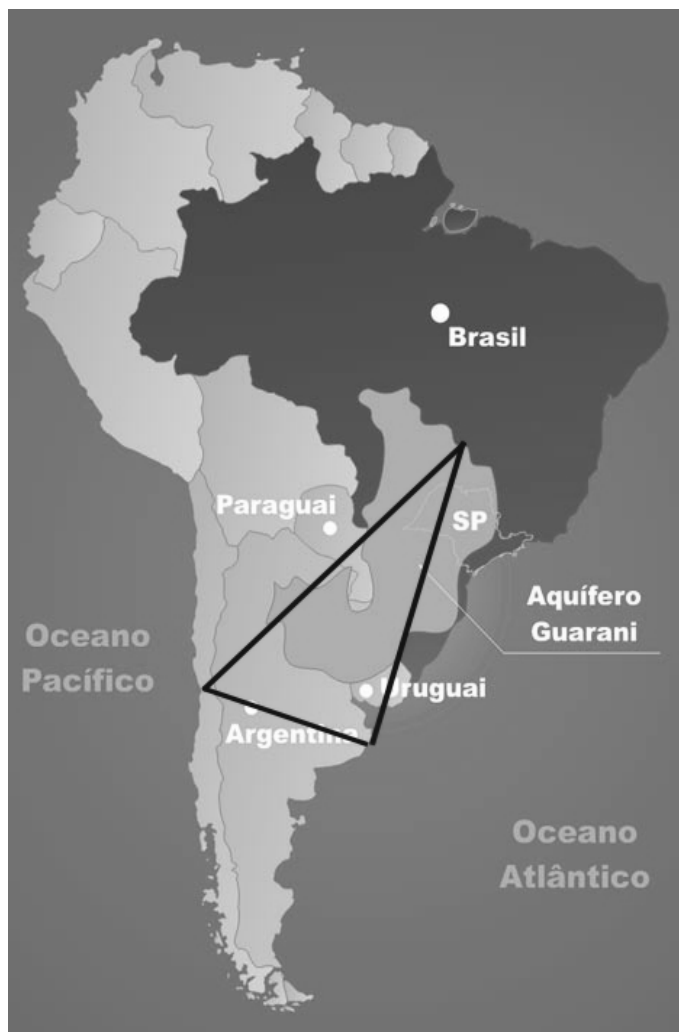 Brasil
Paraguai
SP
Aquífero
Guarani
Oceano
Pacífico
Uruguai
Argentina
Oceano
Atlântico